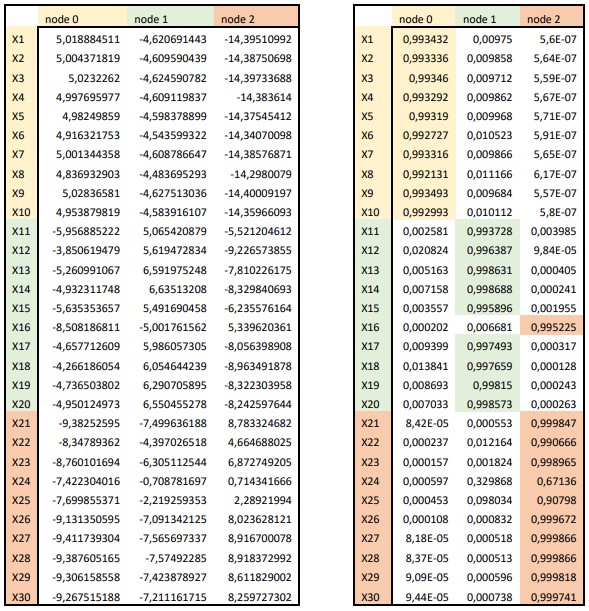 node 0 node 1 node 2 node 0 node 1 node 2
X1 5,018884511 -4,620691443 -14,39510992 X1 0,993432 0,00975 5,6E-07
X2 5,004371819 -4,609590439 -14,38750698 X2 0,993336 0,009858 5,64E-07
X3 5,0232262 -4,624590782 -14,39733688 X3 0,99346 0,009712 5,59E-07
X4 4,997695977 -4,609119837 -14,383614 X4 0,993292 0,009862 5,67E-07
X5 4,98249859 -4,598378899 -14,37545412 X5 0,99319 0,009968 5,71E-07
X6 4,916321753 -4,543599322 -14,34070098 X6 0,992727 0,010523 5,91E-07
X7 5,001344358 -4,608786647 -14,38576871 X7 0,993316 0,009866 5,65E-07
X8 4,836932903 -4,483695293 -14,2980079 X8 0,992131 0,011166 6,17E-07
X9 5,02836581 -4,627513036 -14,40009197 X9 0,993493 0,009684 5,57E-07
X10 4,953879819 -4,583916107 -14,35966093 X10 0,992993 0,010112 5,8E-07
X11 -5,956885222 5,065420879 -5,521204612 X11 0,002581 0,993728 0,003985
X12 -3,850619479 5,619472834 -9,226573855 X12 0,020824 0,996387 9,84E-05
X13 -5,260991067 6,591975248 -7,810226175 X13 0,005163 0,998631 0,000405
X14 -4,932311748 6,63513208 -8,329840693 X14 0,007158 0,998688 0,000241
X15 -5,635353657 5,491690458 -6,235576164 X15 0,003557 0,995896 0,001955
X16 -8,508186811 -5,001761562 5,339620361 X16 0,000202 0,006681 0,995225
X17 -4,657712609 5,986057305 -8,056398908 X17 0,009399 0,997493 0,000317
X18 -4,266186054 6,054644239 -8,963491878 X18 0,013841 0,997659 0,000128
X19 -4,736503802 6,290705895 -8,322303958 X19 0,008693 0,99815 0,000243
X20 -4,950124973 6,550455278 -8,242597644 X20 0,007033 0,998573 0,000263
X21 -9,38252595 -7,499636188 8,783324682 X21 8,42E-05 0,000553 0,999847
X22 -8,34789362 -4,397026518 4,664688025 X22 0,000237 0,012164 0,990666
X23 -8,760101694 -6,305112544 6,872749205 X23 0,000157 0,001824 0,998965
X24 -7,422304016 -0,708781697 0,714341666 X24 0,000597 0,329868 0,67136
X25 -7,699855371 -2,219259353 2,28921994 X25 0,000453 0,098034 0,90798
X26 -9,131350595 -7,091342125 8,023628121 X26 0,000108 0,000832 0,999672
X27 -9,411739304 -7,565697337 8,916700078 X27 8,18E-05 0,000518 0,999866
X28 -9,387605165 -7,57492285 8,918372992 X28 8,37E-05 0,000513 0,999866
X29 -9,306158558 -7,423878927 8,611829002 X29 9,09E-05 0,000596 0,999818
X30 -9,267515188 -7,211161715 8,259727302 X30 9,44E-05 0,000738 0,999741